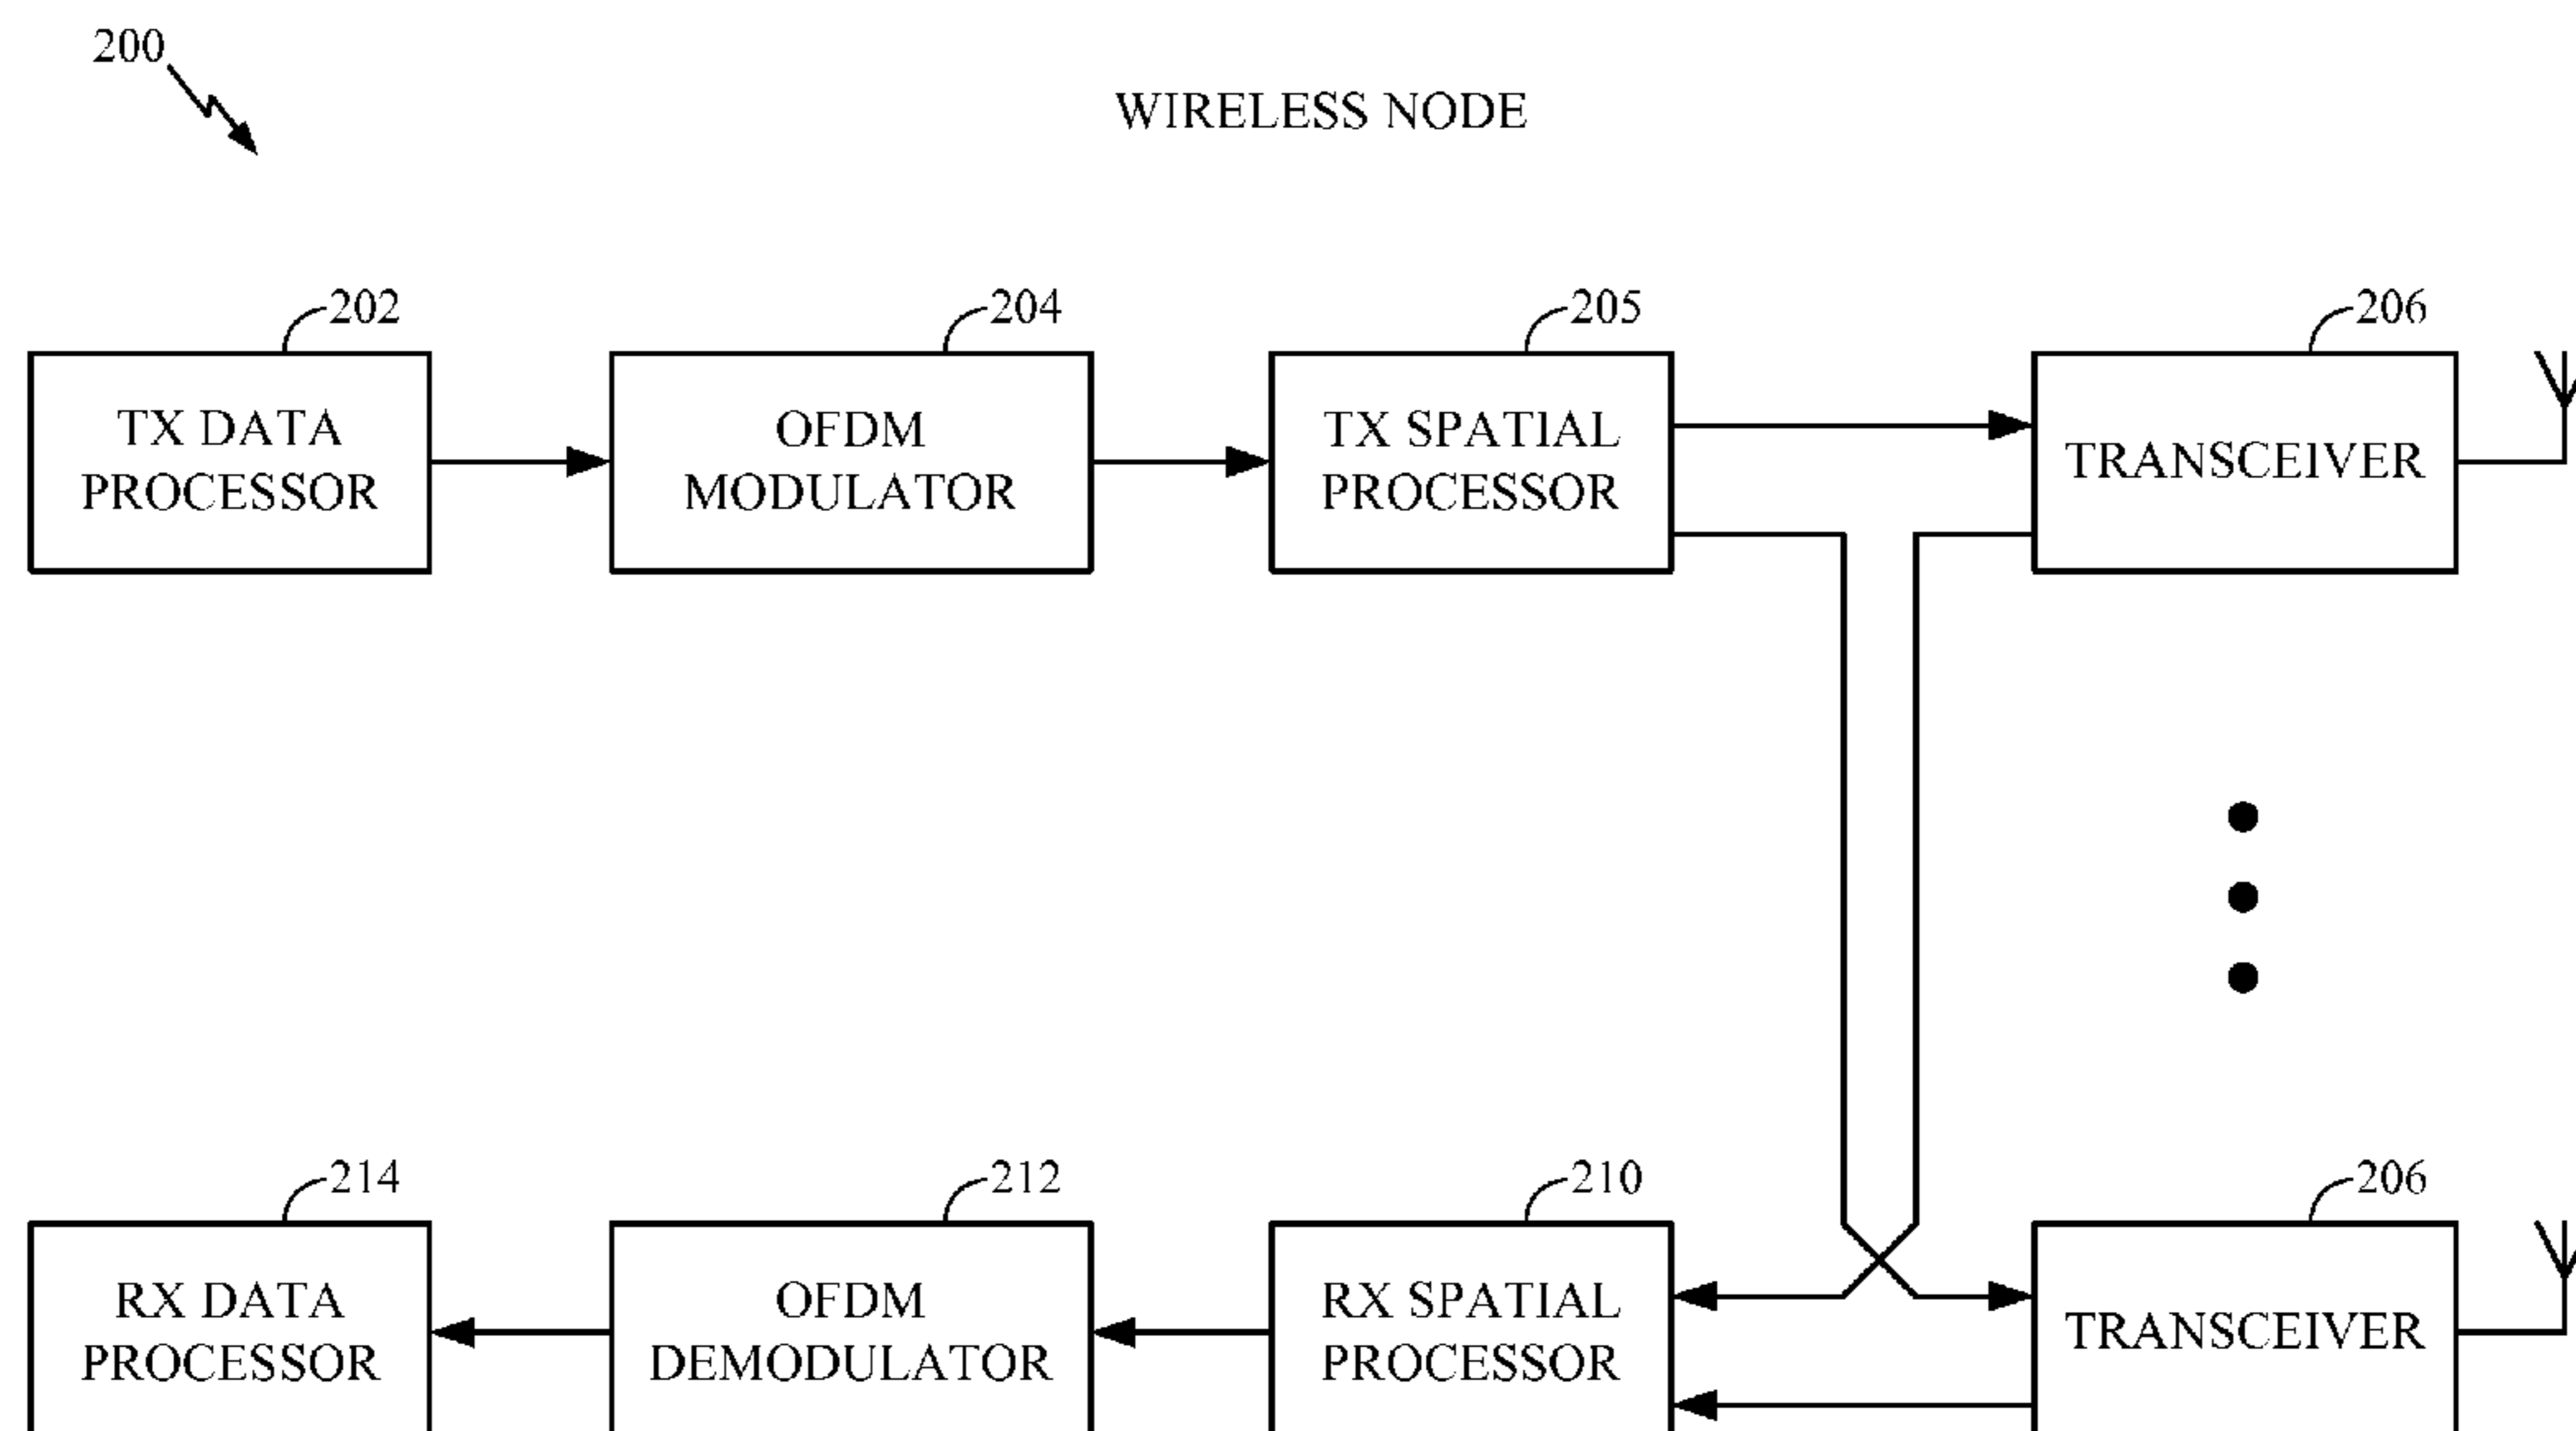 200
WIRELESS NODE
202
204
205
206
TX DATA
PROCESSOR
OFDM
MODULATOR
TX SPATIAL
PROCESSOR
TRANSCEIVER
214
212
210
206
RX DATA
PROCESSOR
OFDM
DEMODULATOR
RX SPATIAL
PROCESSOR
TRANSCEIVER